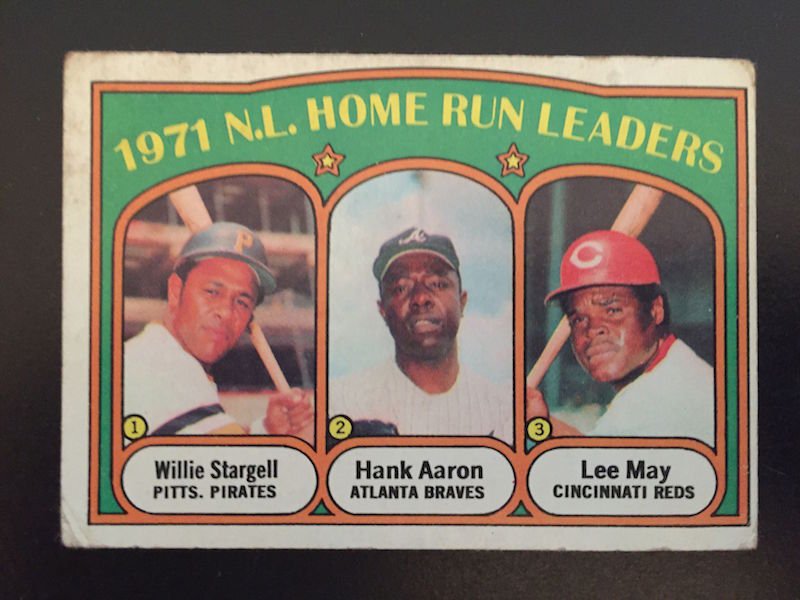 1971 N.L. HOME RUN LEADERS
P
A
C
1
2
3
Willie Stargell
PITTS. PIRATES
Hank Aaron
ATLANTA BRAVES
Lee May
CINCINNATI REDS